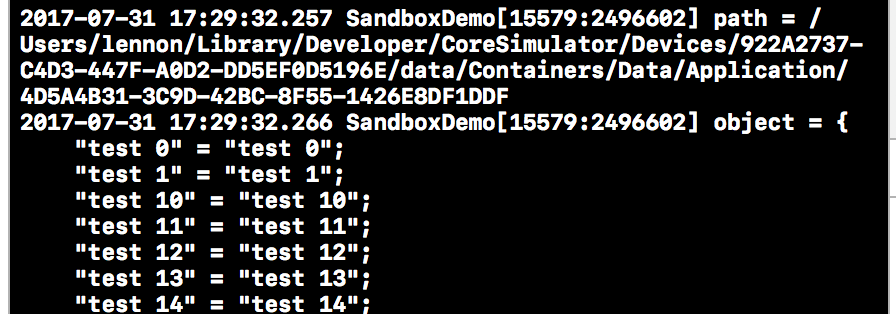 2017-07-31 17:29:32.257 SandboxDemo[15579:2496602] path = /
Users/lennon/Library/Developer/CoreSimulator/Devices/922A2737-
C4D3-447F-A0D2-DD5EF0D5196E/data/Containers/Data/Application/
4D5A4B31-3C9D-42BC-8F55-1426E8DF1DDF
2017-07-31 17:29:32.266 SandboxDemo[15579:2496602] object = {
    "test 0" = "test 0";
    "test 1" = "test 1";
    "test 10" = "test 10";
    "test 11" = "test 11";
    "test 12" = "test 12";
    "test 13" = "test 13";
    "test 14" = "test 14";